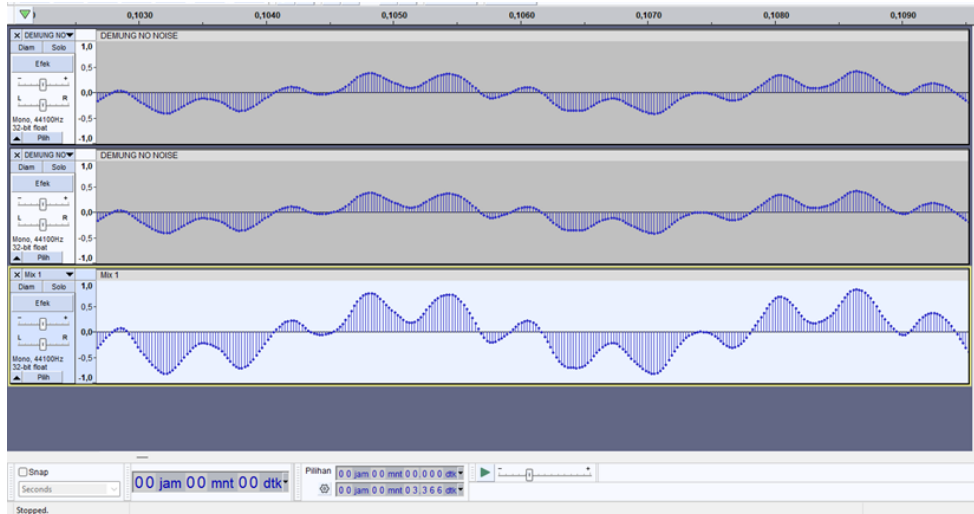 0,1030 0,1040 0,1050 0,1060 0,1070 0,1080 0,1090
DEMUNG NO DEMUNG NO NOISE
Diam Solo
Efek
- +
L R
Mono, 44100Hz
32-bit float
Pilih
1,0
0,5
0,0
-0,5
-1,0
DEMUNG NO DEMUNG NO NOISE
Diam Solo
Efek
- +
L R
Mono, 44100Hz
32-bit float
Pilih
1,0
0,5
0,0
-0,5
-1,0
Mix 1 Mix 1
Diam Solo
Efek
- +
L R
Mono, 44100Hz
32-bit float
Pilih
1,0
0,5
0,0
-0,5
-1,0
Snap
Seconds
00 jam 00 mnt 00 dtk
Pilihan
00 jam 00 mnt 00,000 dtk
00 jam 00 mnt 03,366 dtk
- +
Stopped.